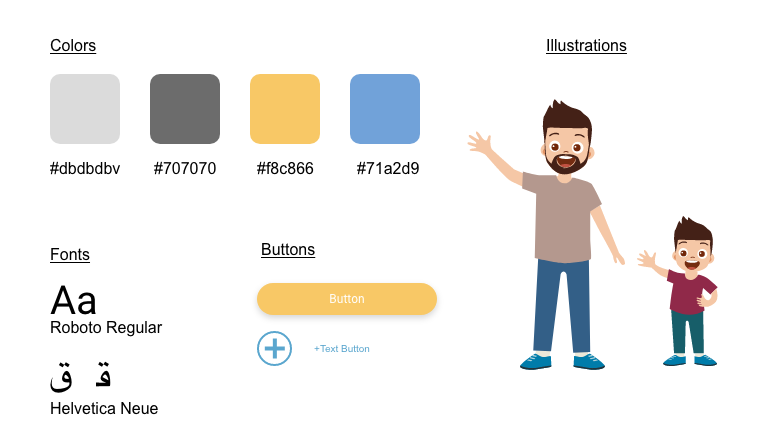 Colors
#dbdbdbv
#707070
#f8c866
#71a2d9
Fonts
Aa
Roboto Regular
ق ﻗ
Helvetica Neue
Buttons
Button
+Text Button
Illustrations